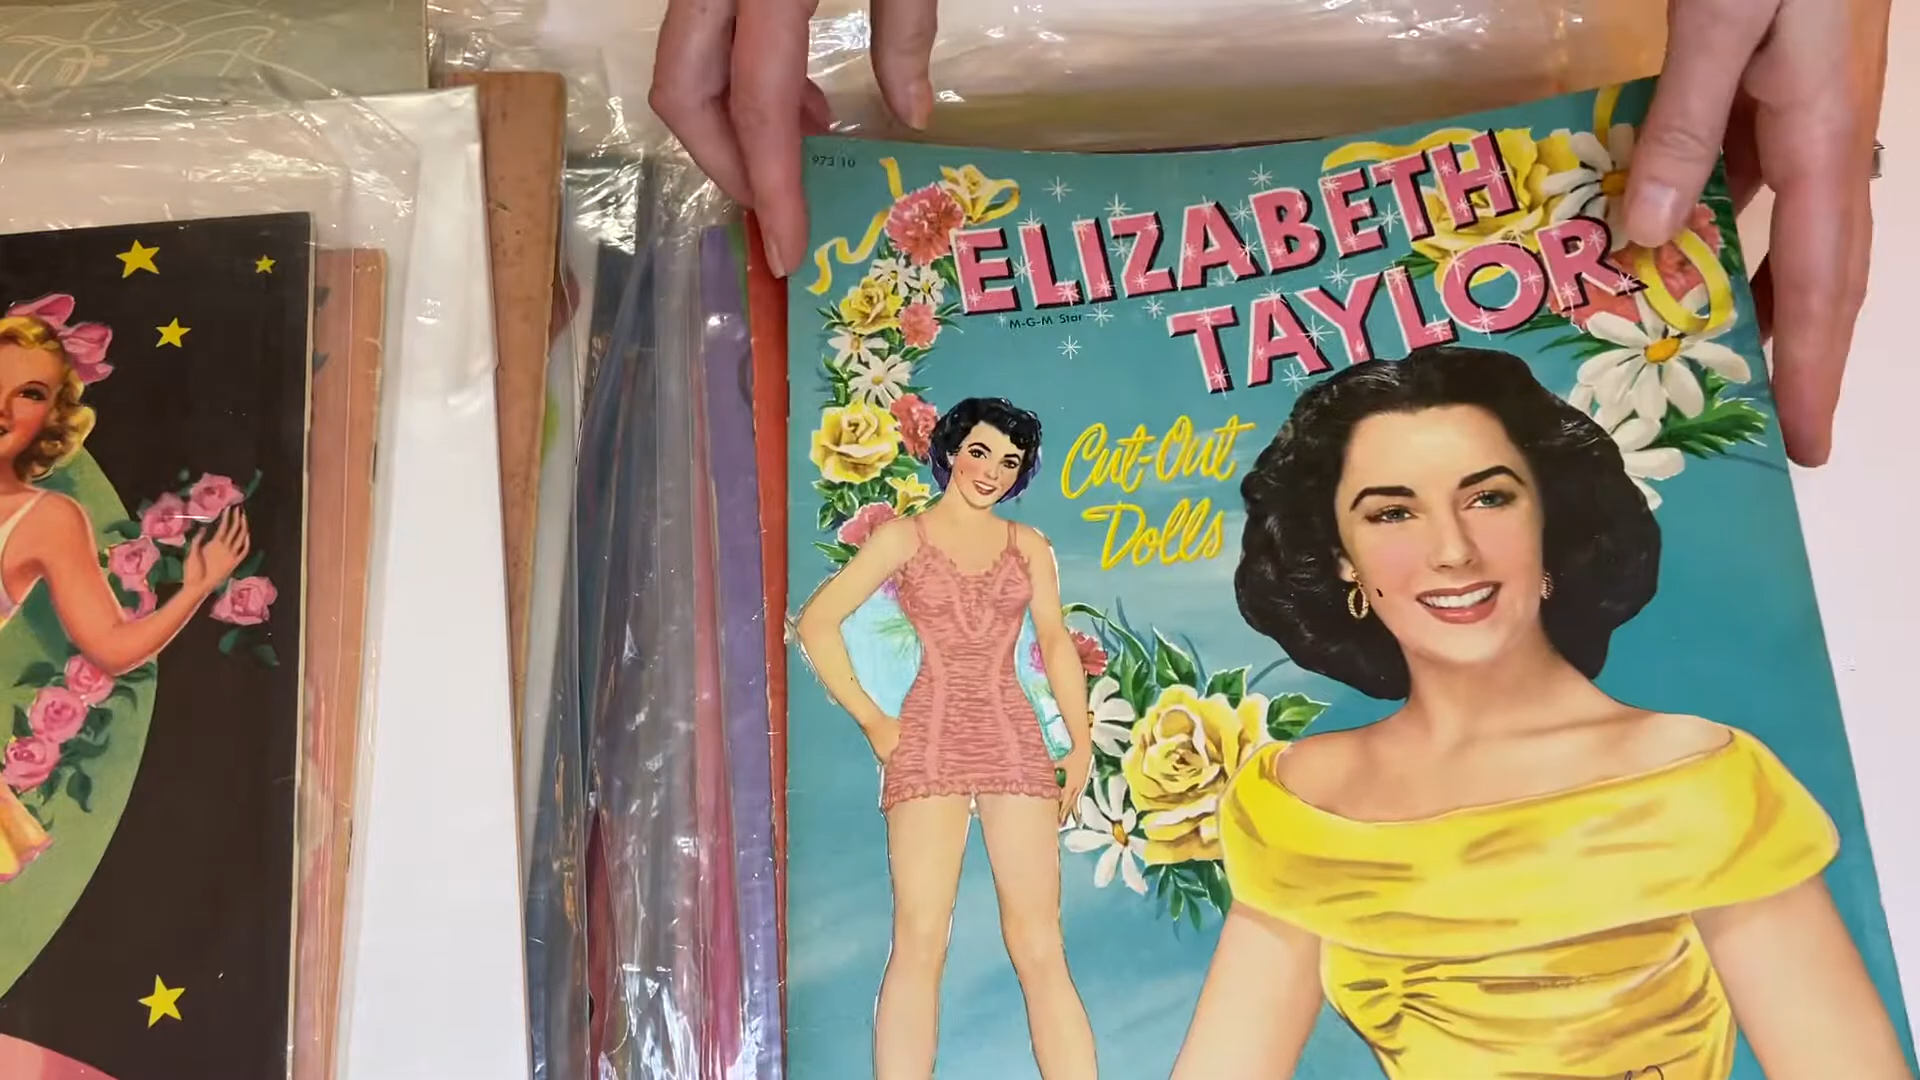 973 10
ELIZABETH
TAYLOR
M-G-M Star
Cut-Out
Dolls